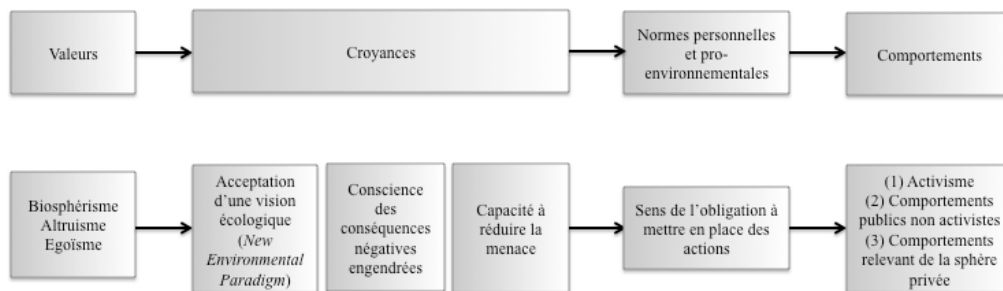 Valeurs
Croyances
Normes personnelles
et pro-
environnementales
Comportements
Biosphérisme
Altruisme
Egoïsme
Acceptation
d'une vision
écologique
(New
Environmental
Paradigm)
Conscience
des
conséquences
négatives
engendrées
Capacité à
réduire la
menace
Sens de l'obligation à
mettre en place des
actions
(1) Activisme
(2) Comportements
publics non activistes
(3) Comportements
relevant de la sphère
privée